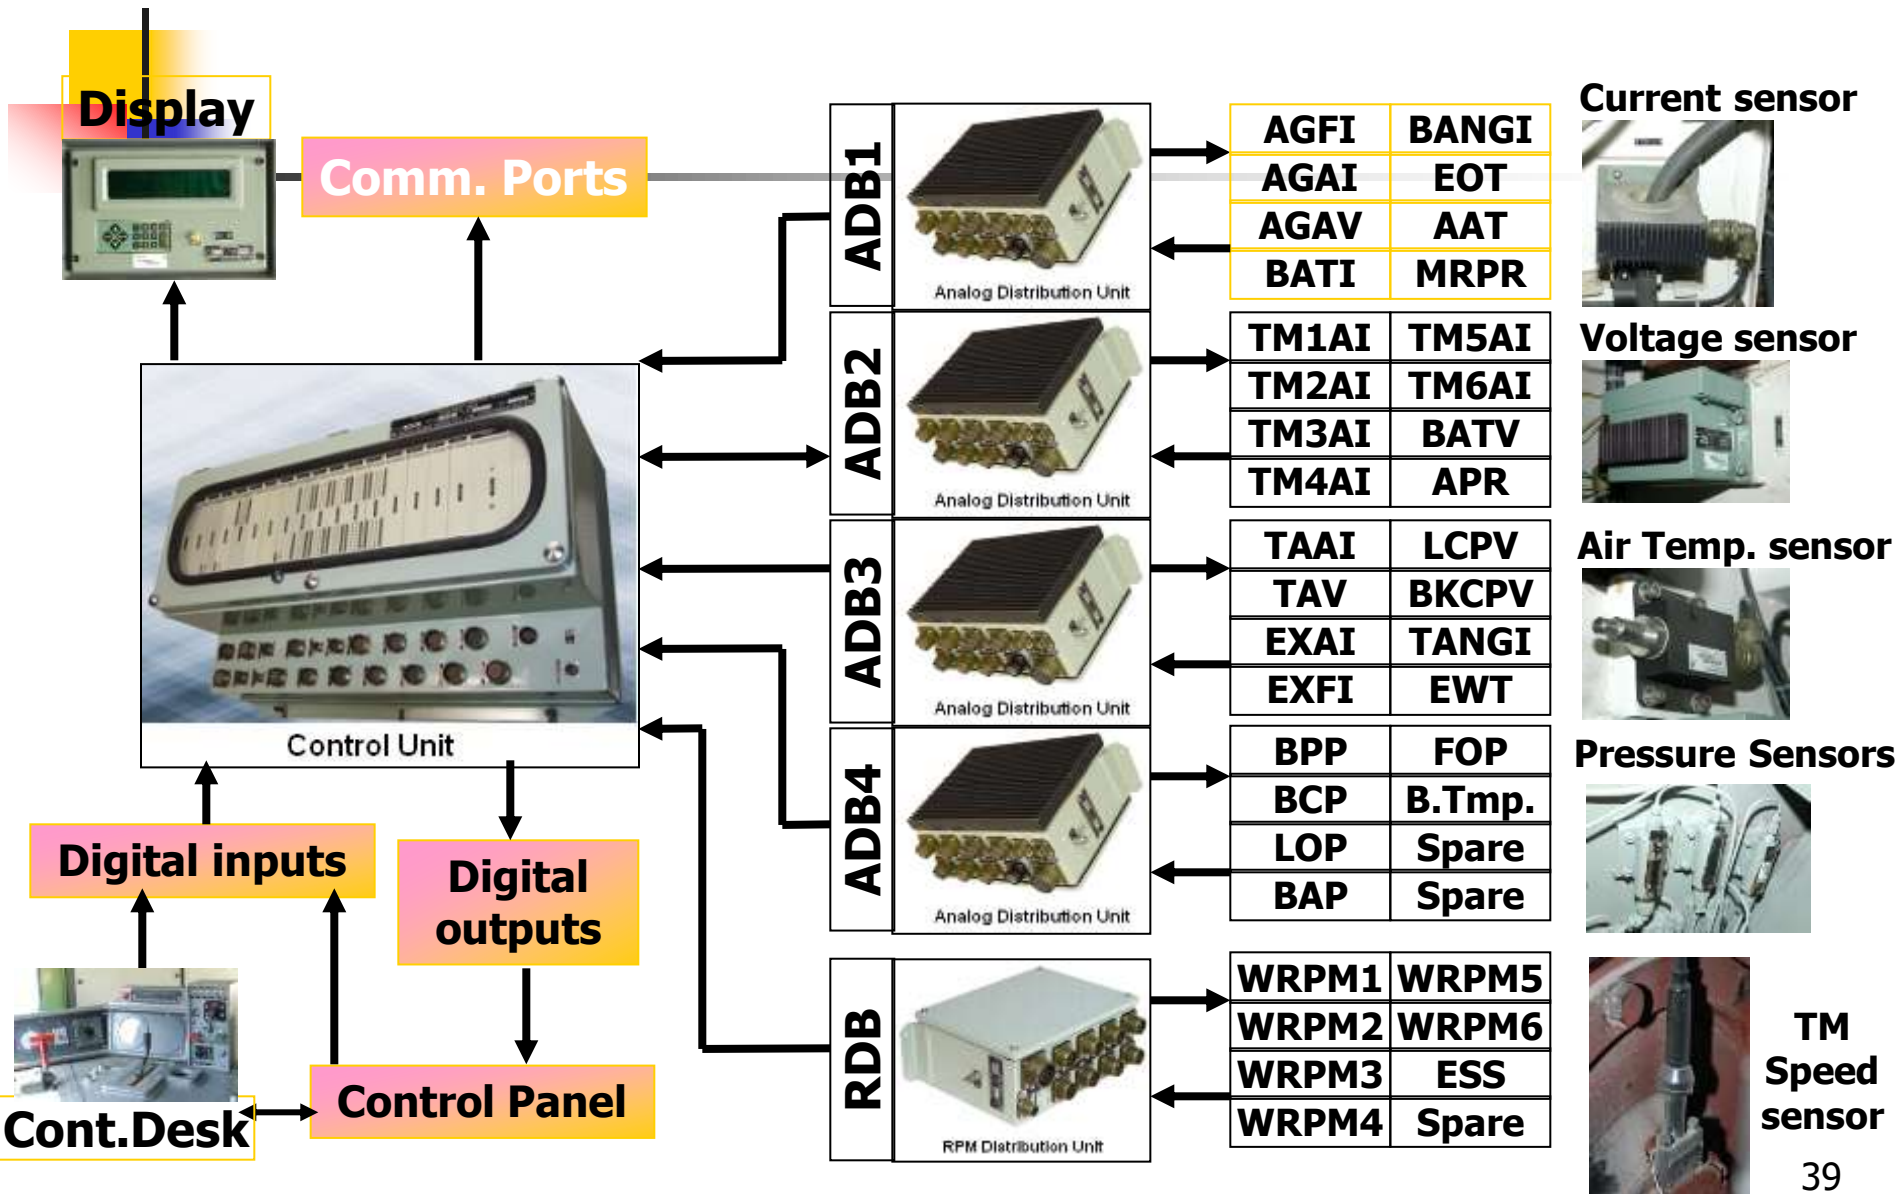 Display
Comm. Ports
Control Unit
Digital inputs
Digital
outputs
Control Panel
Cont.Desk
ADB1
Analog Distribution Unit
AGFI BANGI
AGAI EOT
AGAV AAT
BATI MRPR
Current sensor
ADB2
Analog Distribution Unit
TM1AI TM5AI
TM2AI TM6AI
TM3AI BATV
TM4AI APR
Voltage sensor
ADB3
Analog Distribution Unit
TAAI LCPV
TAV BKCPV
EXAI TANGI
EXFI EWT
Air Temp. sensor
ADB4
Analog Distribution Unit
BPP FOP
BCP B.Tmp.
LOP Spare
BAP Spare
Pressure Sensors
RDB
RPM Distribution Unit
WRPM1 WRPM5
WRPM2 WRPM6
WRPM3 ESS
WRPM4 Spare
TM
Speed
sensor
39